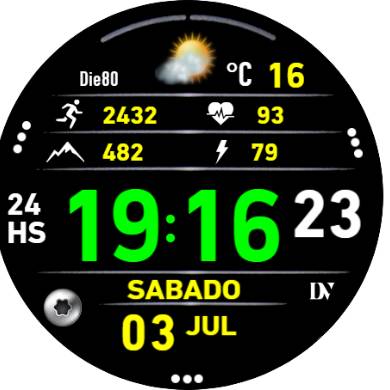 Die80 °C 16
2432 93
482 79
24 HS 19:16 23
SABADO
DV
03 JUL